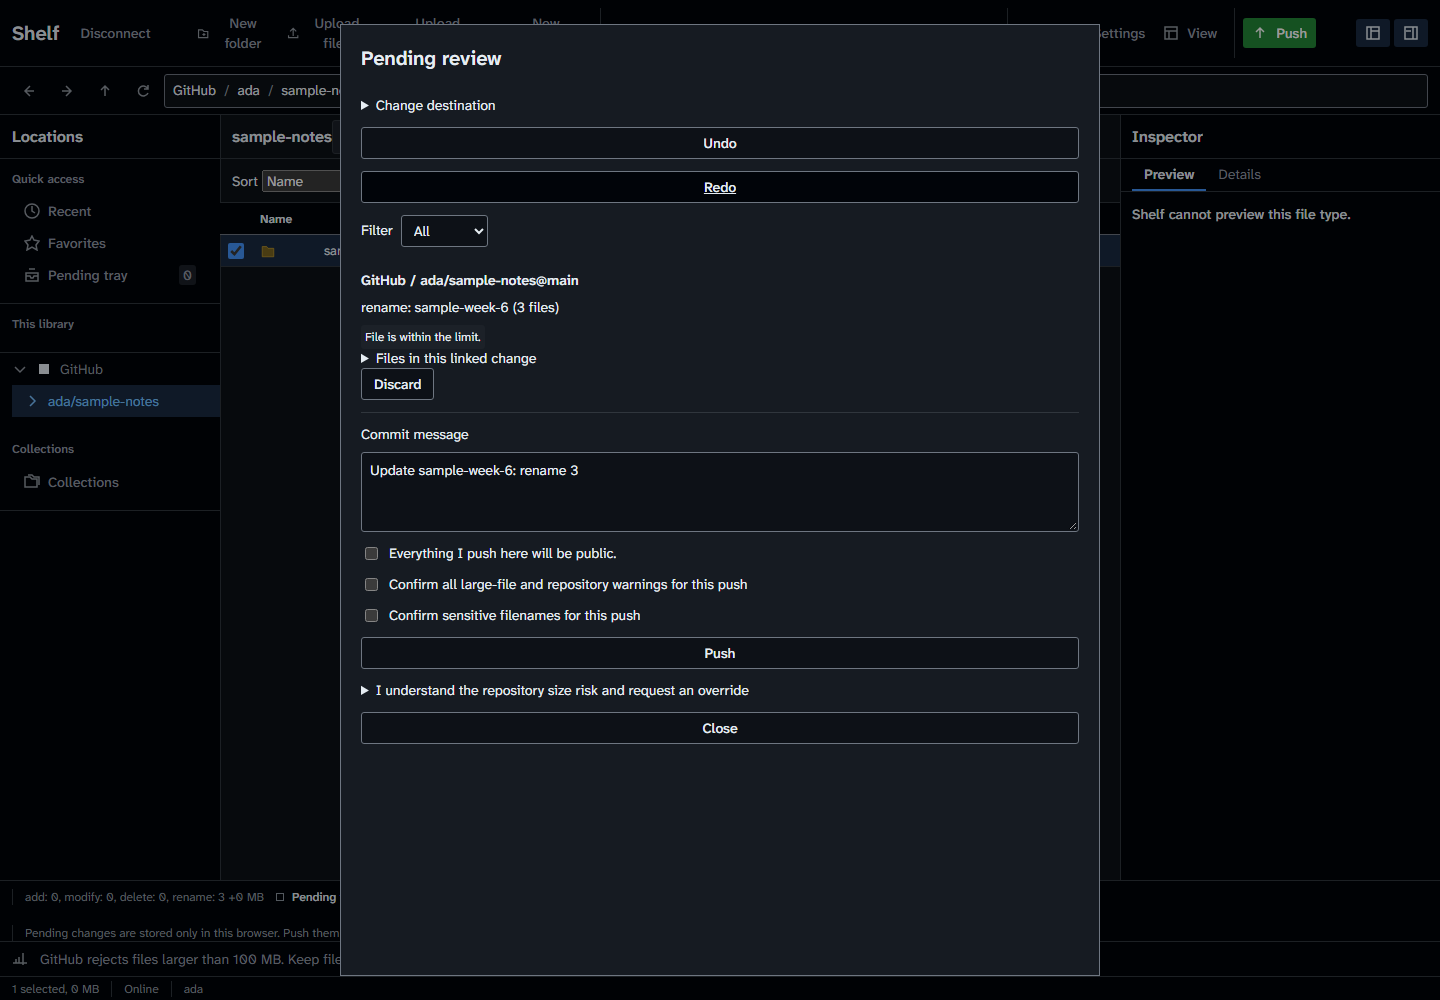 Shelf
Disconnect
New folder
Upload
Upload
New
Settings
View
Push
GitHub / ada /
Locations
sample-notes
Inspector
Quick access
Recent
Favorites
Pending tray
0
Sort
Name
Name
Preview
Details
Shelf cannot preview this file type.
This library
GitHub
ada/sample-notes
Collections
Collections
Pending review
Change destination
Undo
Redo
Filter
All
GitHub / ada/sample-notes@main
rename: sample-week-6 (3 files)
File is within the limit.
Files in this linked change
Discard
Commit message
Update sample-week-6: rename 3
Everything I push here will be public.
Confirm all large-file and repository warnings for this push
Confirm sensitive filenames for this push
Push
I understand the repository size risk and request an override
Close
add: 0, modify: 0, delete: 0, rename: 3 +0 MB
Pending
Pending changes are stored only in this browser. Push them
GitHub rejects files larger than 100 MB. Keep
1 selected, 0 MB
Online
ada